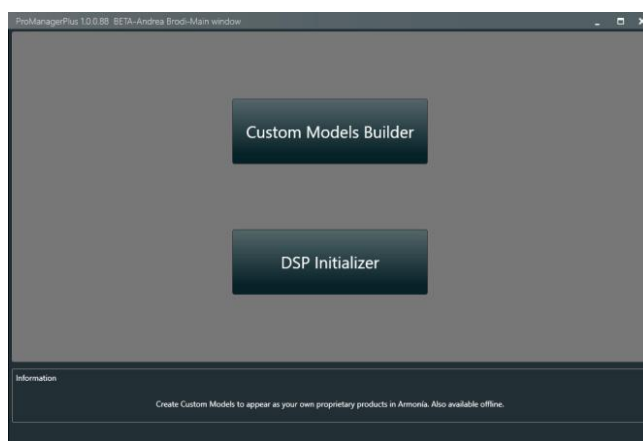 ProManagerPlus 1.0.0.88 BETA-Andrea Brodi-Main window
Custom Models Builder
DSP Initializer
Information
Create Custom Models to appear as your own proprietary products in Armonía. Also available offline.